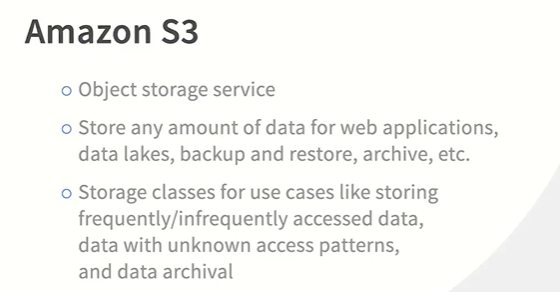 Amazon S3
Object storage service
Store any amount of data for web applications,
data lakes, backup and restore, archive, etc.
Storage classes for use cases like storing
frequently/infrequently accessed data,
data with unknown access patterns,
and data archival